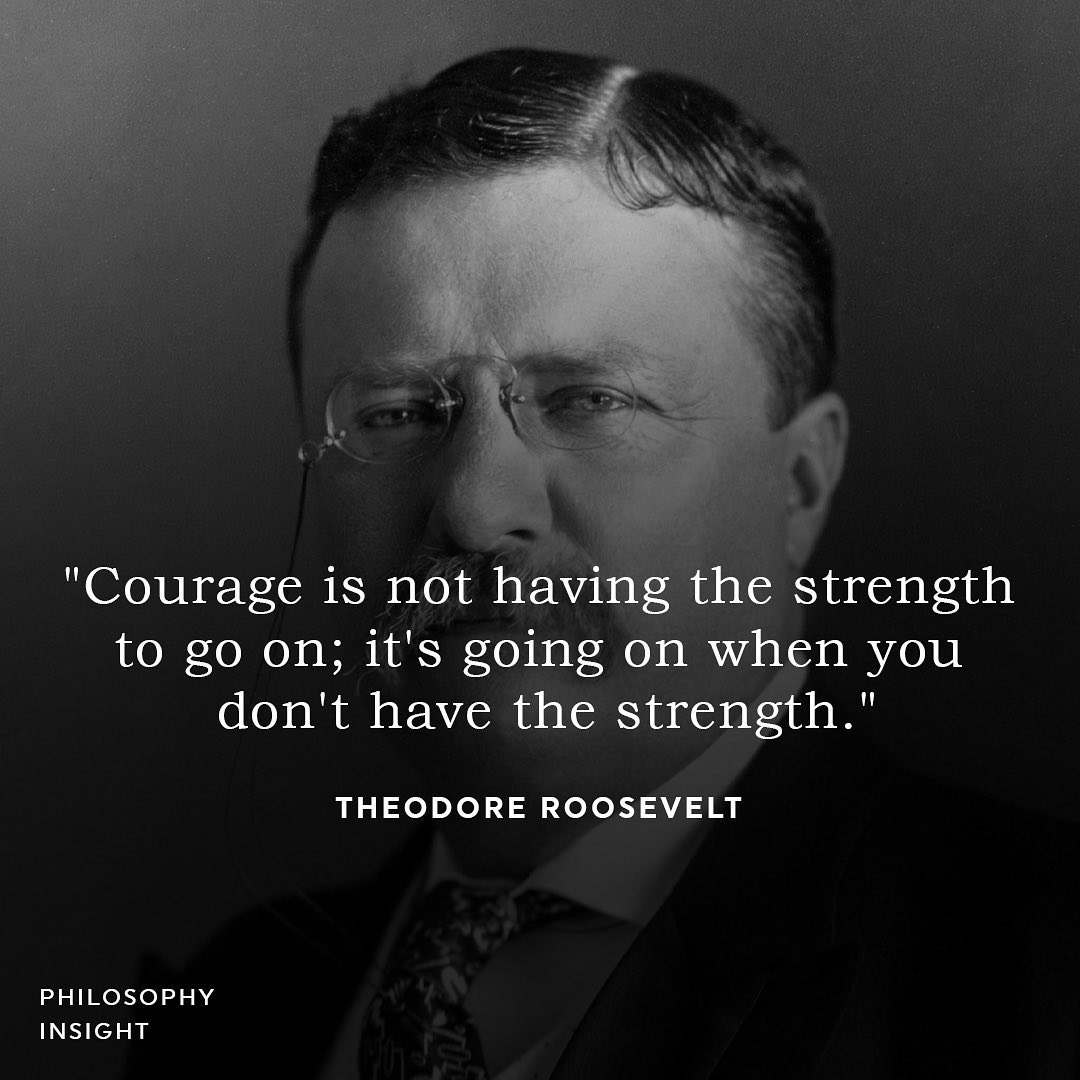 "Courage is not having the strength
to go on; it's going on when you
don't have the strength."
THEODORE ROOSEVELT
PHILOSOPHY
INSIGHT